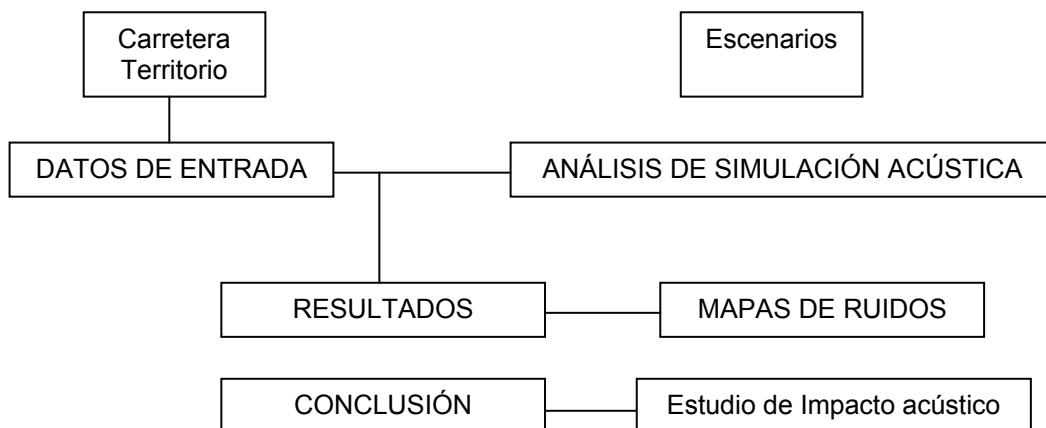 Carretera
Territorio
Escenarios
DATOS DE ENTRADA
ANÁLISIS DE SIMULACIÓN ACÚSTICA
RESULTADOS
MAPAS DE RUIDOS
CONCLUSIÓN
Estudio de Impacto acústico